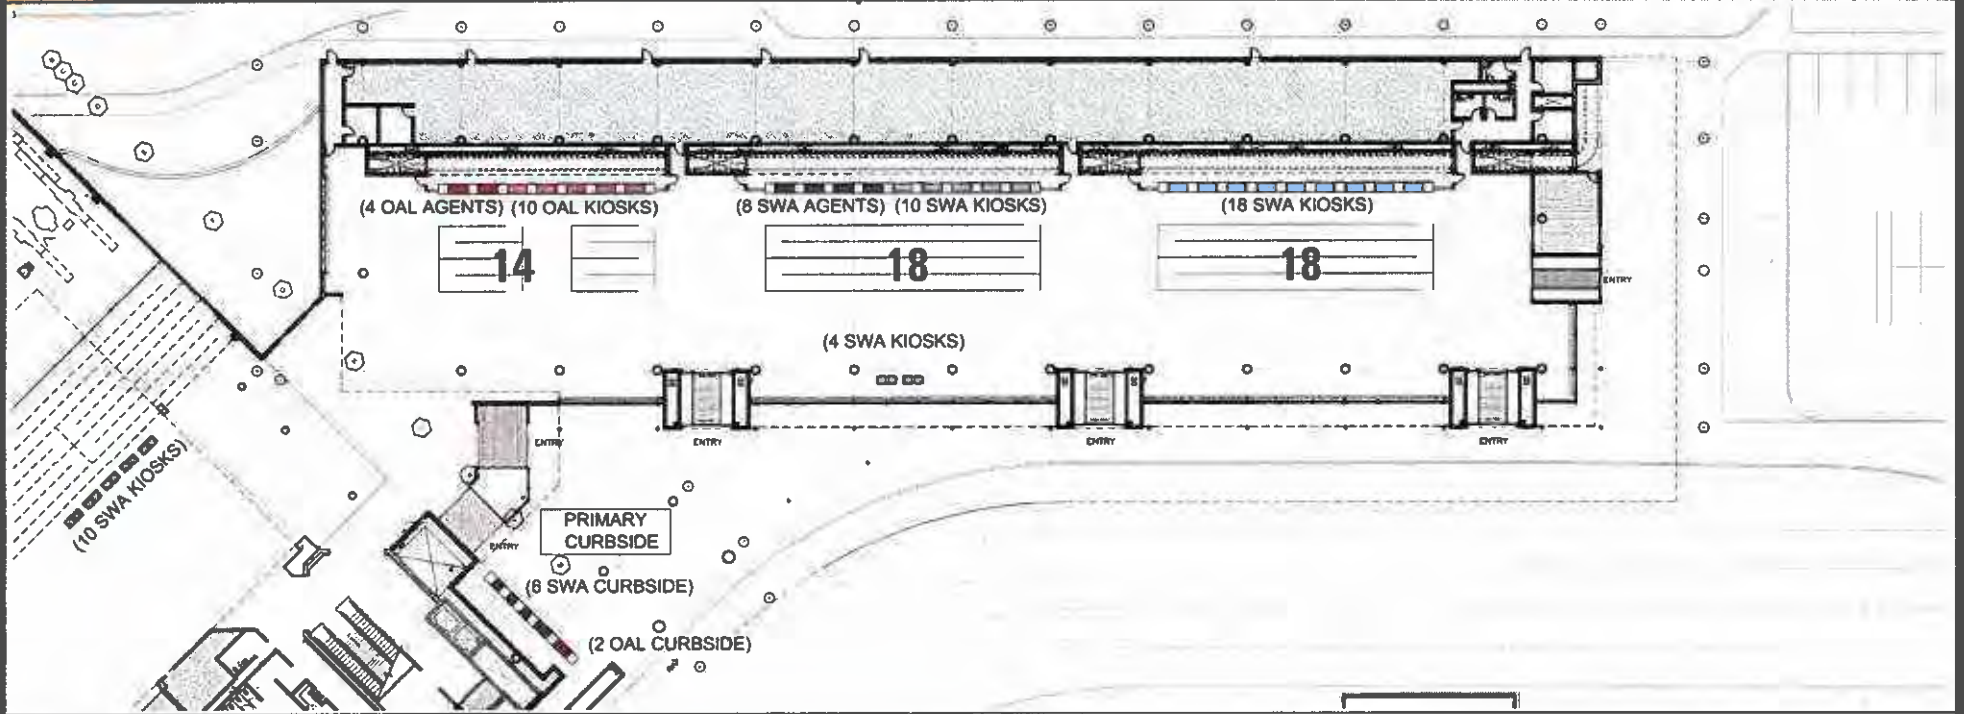 (4 OAL AGENTS) (10 OAL KIOSKS)
(8 SWA AGENTS) (10 SWA KIOSKS)
(18 SWA KIOSKS)
14
18
18
ENTRY
(4 SWA KIOSKS)
ENTRY
ENTRY
ENTRY
ENTRY
(10 SWA KIOSKS)
PRIMARY
CURBSIDE
ENTRY
(6 SWA CURBSIDE)
(2 OAL CURBSIDE)